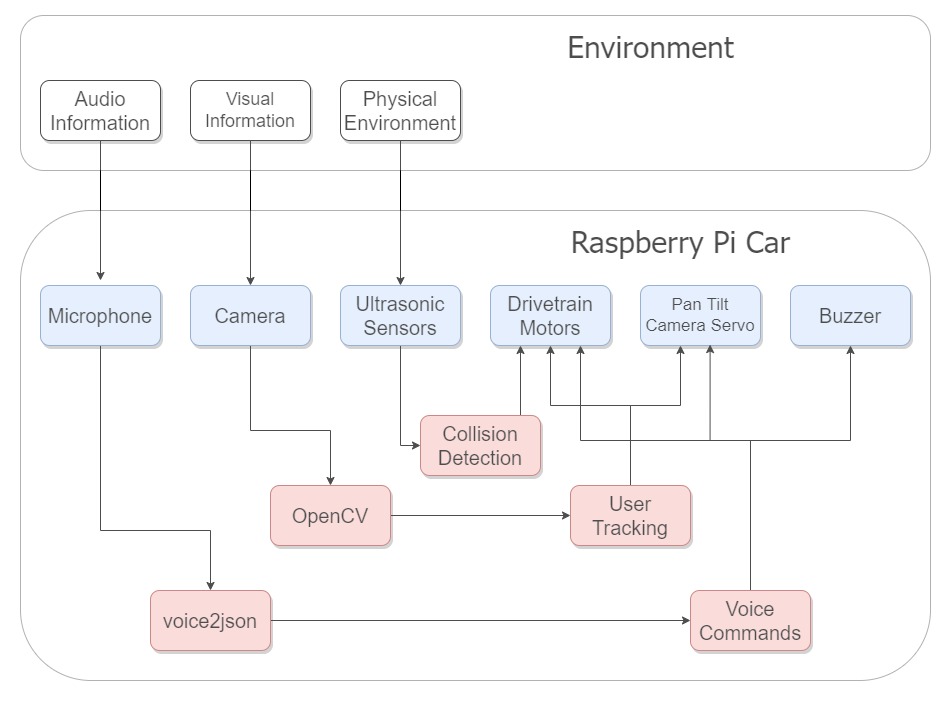 Environment
Audio
Information
Visual
Information
Physical
Environment
Raspberry Pi Car
Microphone
Camera
Ultrasonic
Sensors
Drivetrain
Motors
Pan Tilt
Camera Servo
Buzzer
Collision
Detection
OpenCV
User
Tracking
voice2json
Voice
Commands